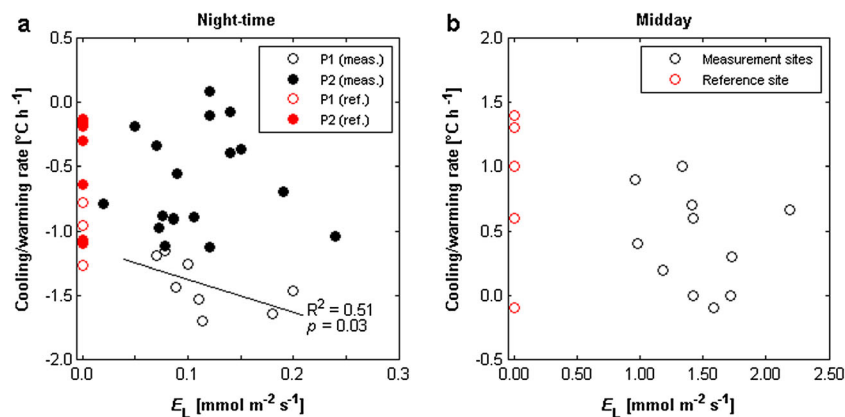 a
Night-time
P1 (meas.)
P2 (meas.)
P1 (ref.)
P2 (ref.)
0.0
-0.5
-1.0
-1.5
-2.0
Cooling/warming rate [°C h⁻¹]
R² = 0.51
p = 0.03
0.0 0.1 0.2 0.3
E_L [mmol m⁻² s⁻¹]
b
Midday
Measurement sites
Reference site
2.0
1.5
1.0
0.5
0.0
-0.5
Cooling/warming rate [°C h⁻¹]
0.00 0.50 1.00 1.50 2.00 2.50
E_L [mmol m⁻² s⁻¹]